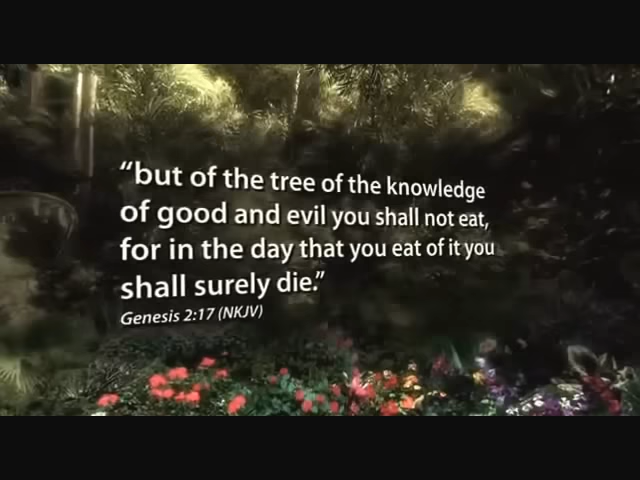 “but of the tree of the knowledge
of good and evil you shall not eat,
for in the day that you eat of it you
shall surely die.”
Genesis 2:17 (NKJV)